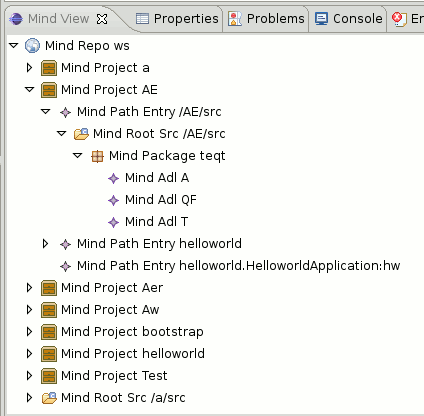 Mind View Properties Problems Console Er
Mind Repo ws
Mind Project a
Mind Project AE
Mind Path Entry /AE/src
Mind Root Src /AE/src
Mind Package teqt
Mind Adl A
Mind Adl QF
Mind Adl T
Mind Path Entry helloworld
Mind Path Entry helloworld.HelloworldApplication:hw
Mind Project Aer
Mind Project Aw
Mind Project bootstrap
Mind Project helloworld
Mind Project Test
Mind Root Src /a/src